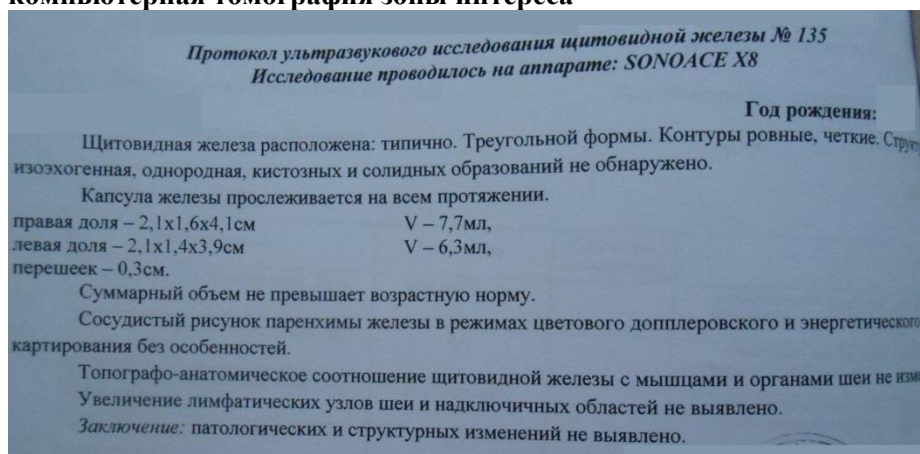 компьютерная томография зоны интереса
Протокол ультразвукового исследования щитовидной железы № 135
Исследование проводилось на аппарате: SONOACE X8
Год рождения:
Щитовидная железа расположена: типично. Треугольной формы. Контуры ровные, четкие.
изоэхогенная, однородная, кистозных и солидных образований не обнаружено.
Капсула железы прослеживается на всем протяжении.
правая доля – 2,1х1,6х4,1см V – 7,7мл,
левая доля – 2,1х1,4х3,9см V – 6,3мл,
перешеек – 0,3см.
Суммарный объем не превышает возрастную норму.
Сосудистый рисунок паренхимы железы в режимах цветового допплеровского и энергетического
картирования без особенностей.
Топографо-анатомическое соотношение щитовидной железы с мышцами и органами шеи не
Увеличение лимфатических узлов шеи и надключичных областей не выявлено.
Заключение: патологических и структурных изменений не выявлено.